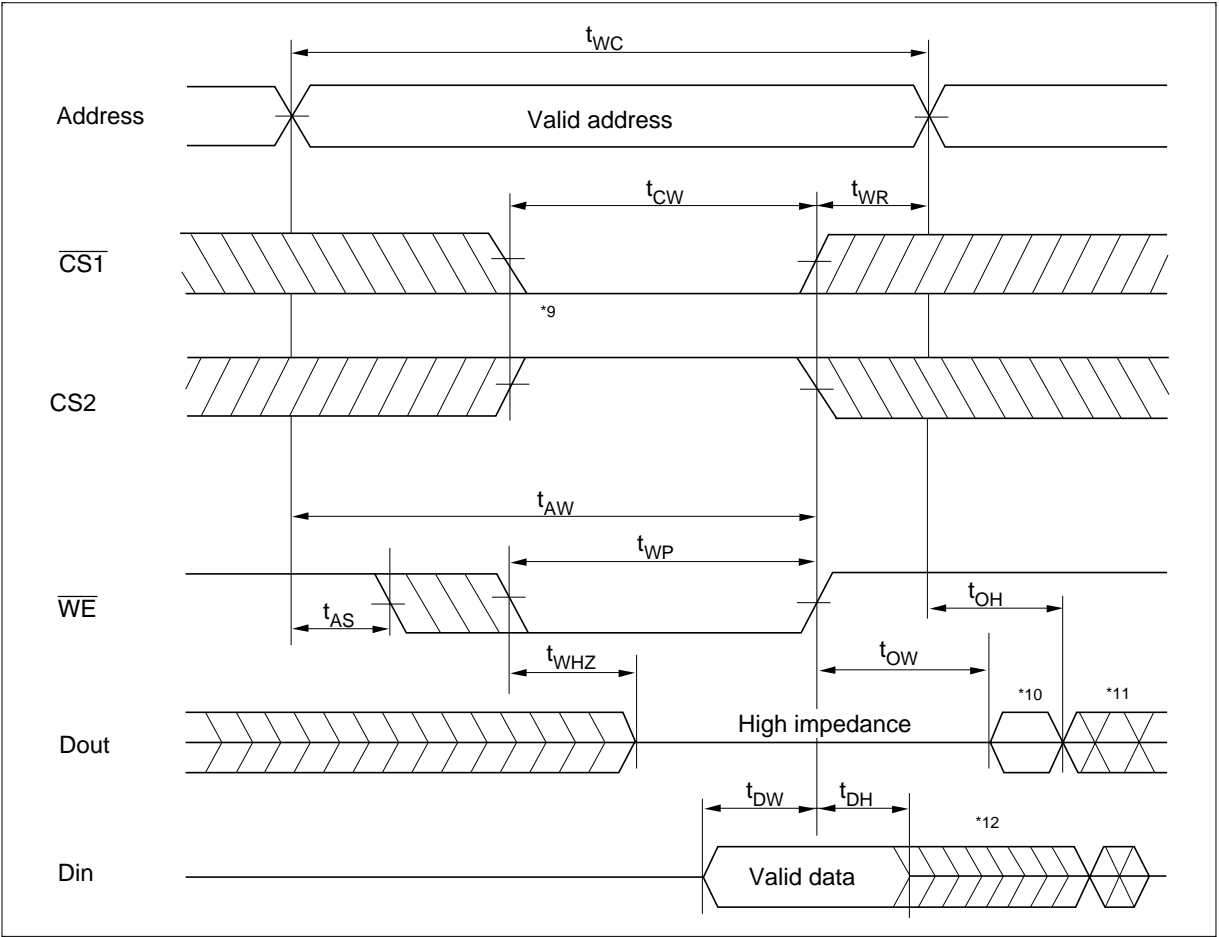 tWC
Address
Valid address
tCW
tWR
CS1
*9
CS2
tAW
tWP
WE
tAS
tOH
tWHZ
tOW
*10
*11
Dout
High impedance
tDW
tDH
*12
Din
Valid data